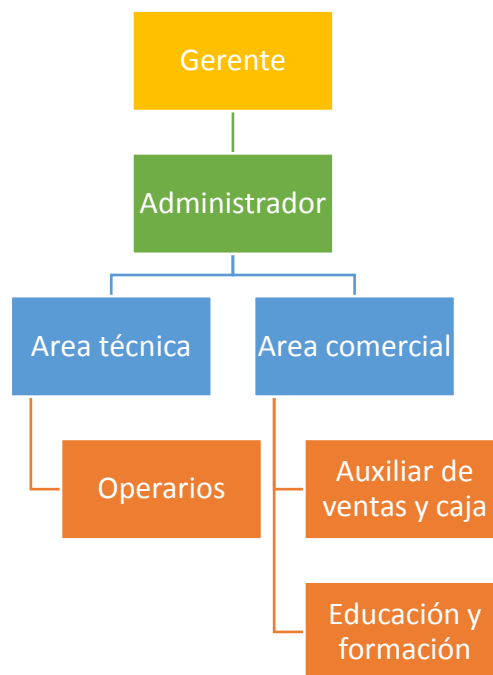 Gerente
Administrador
Area técnica
Area comercial
Operarios
Auxiliar de
ventas y caja
Educación y
formación